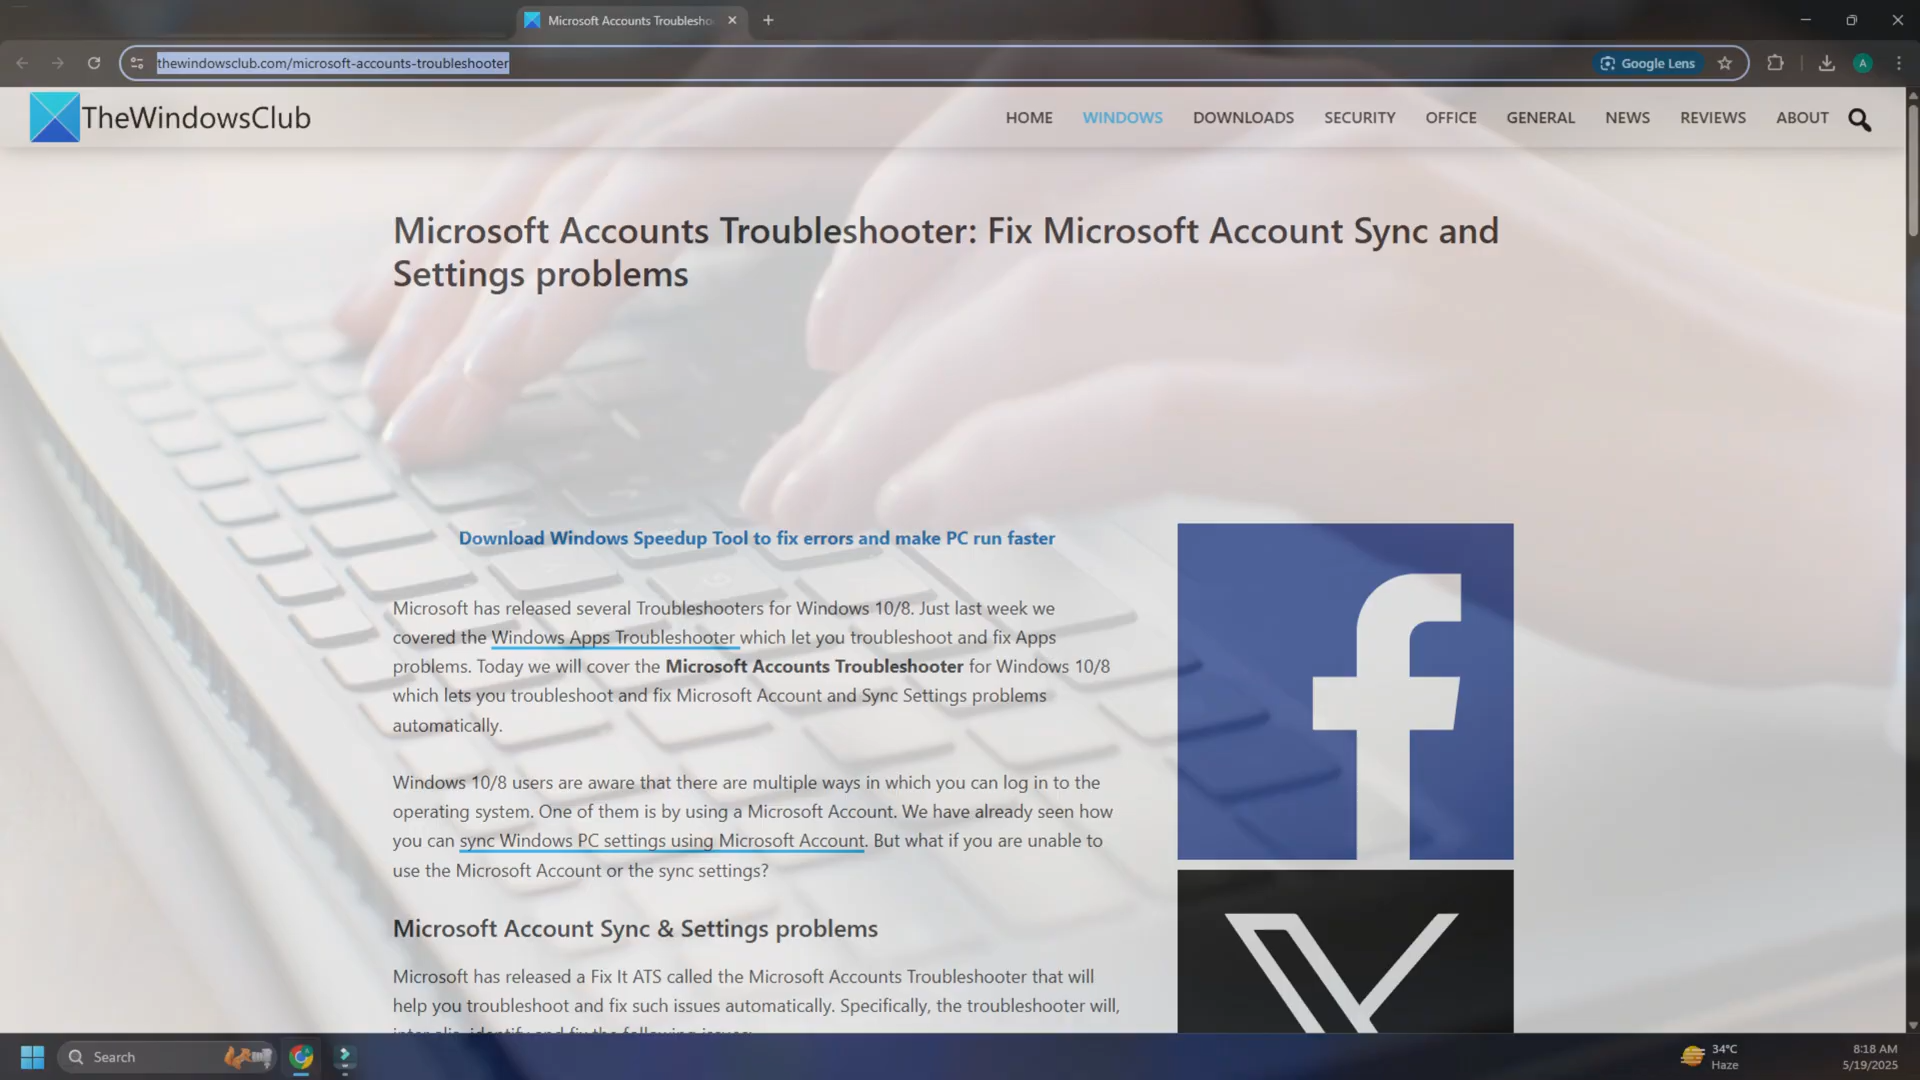 Microsoft Accounts Troublesho
thewindowsclub.com/microsoft-accounts-troubleshooter
Google Lens
A
TheWindowsClub
HOME
WINDOWS
DOWNLOADS
SECURITY
OFFICE
GENERAL
NEWS
REVIEWS
ABOUT
Microsoft Accounts Troubleshooter: Fix Microsoft Account Sync and
Settings problems
Download Windows Speedup Tool to fix errors and make PC run faster
Microsoft has released several Troubleshooters for Windows 10/8. Just last week we
covered the Windows Apps Troubleshooter which let you troubleshoot and fix Apps
problems. Today we will cover the Microsoft Accounts Troubleshooter for Windows 10/8
which lets you troubleshoot and fix Microsoft Account and Sync Settings problems
automatically.
Windows 10/8 users are aware that there are multiple ways in which you can log in to the
operating system. One of them is by using a Microsoft Account. We have already seen how
you can sync Windows PC settings using Microsoft Account. But what if you are unable to
use the Microsoft Account or the sync settings?
Microsoft Account Sync & Settings problems
Microsoft has released a Fix It ATS called the Microsoft Accounts Troubleshooter that will
help you troubleshoot and fix such issues automatically. Specifically, the troubleshooter will,
inter alia, identify and fix the following issues:
Search
34°C
Haze
8:18 AM
5/19/2025